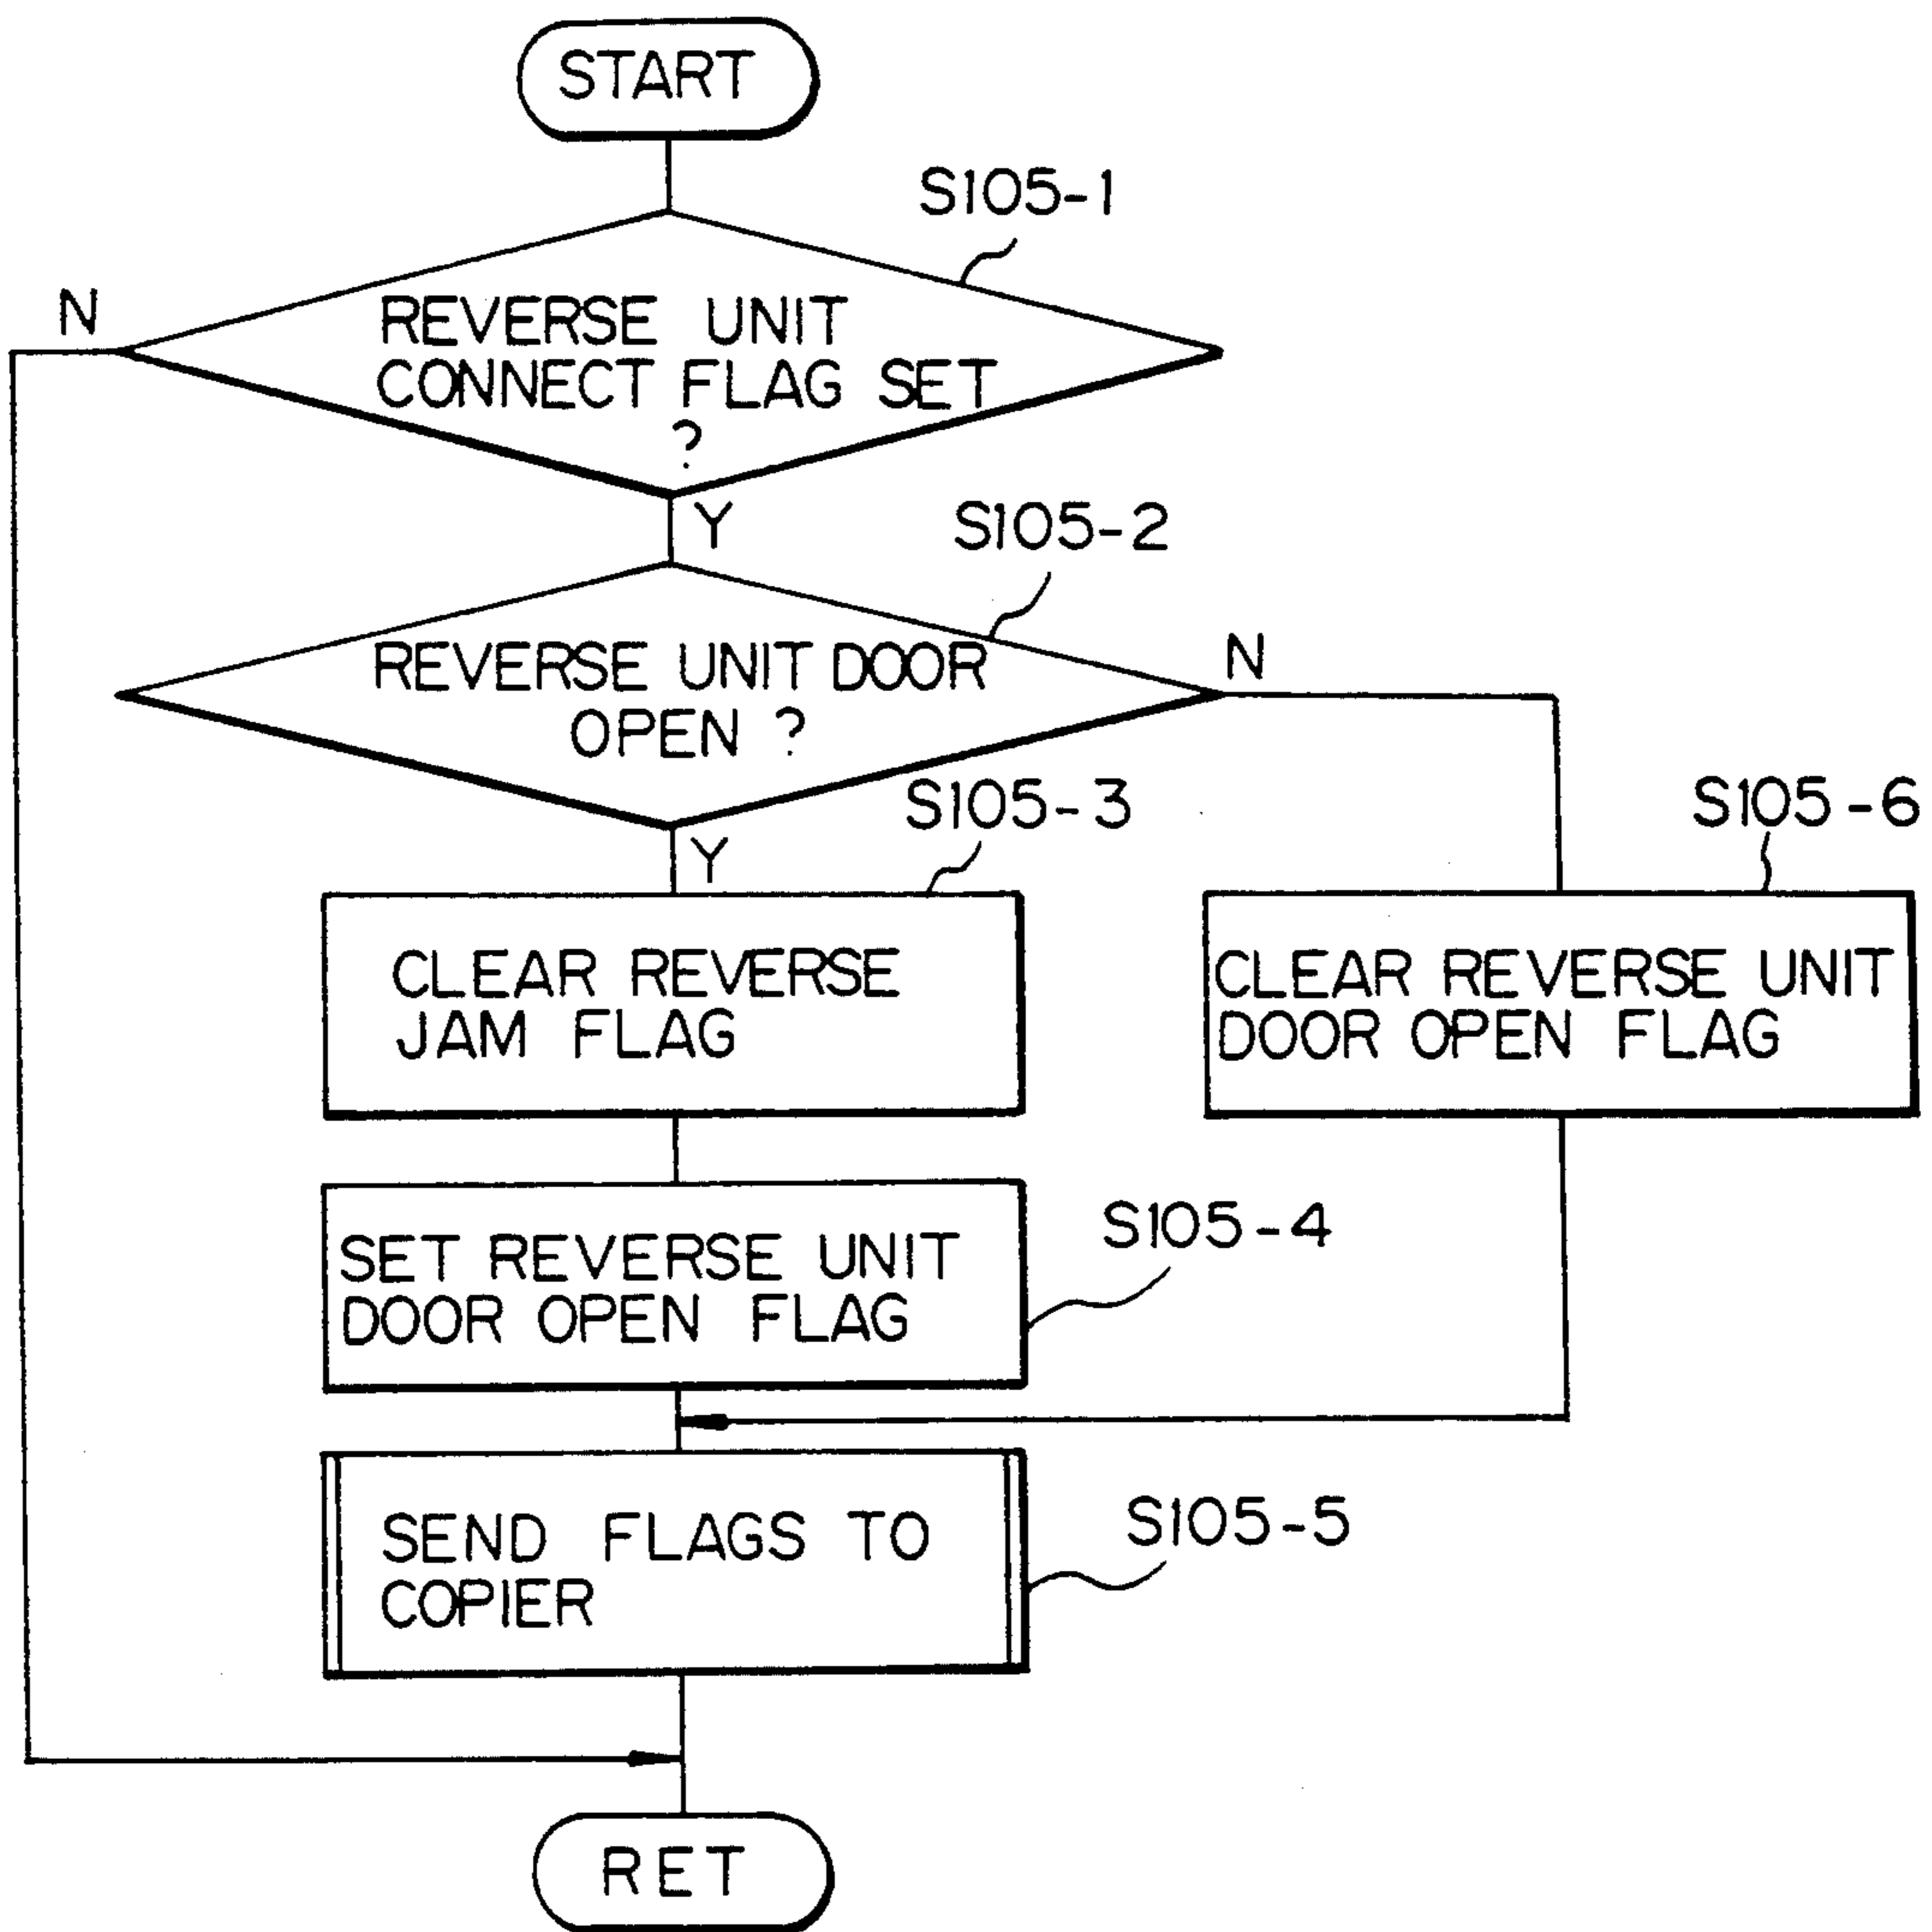 START
S105-1
N
REVERSE UNIT
CONNECT FLAG SET
?
Y
S105-2
REVERSE UNIT DOOR
OPEN ?
N
Y
S105-3
S105-6
CLEAR REVERSE
JAM FLAG
CLEAR REVERSE UNIT
DOOR OPEN FLAG
SET REVERSE UNIT
DOOR OPEN FLAG
S105-4
SEND FLAGS TO
COPIER
S105-5
RET